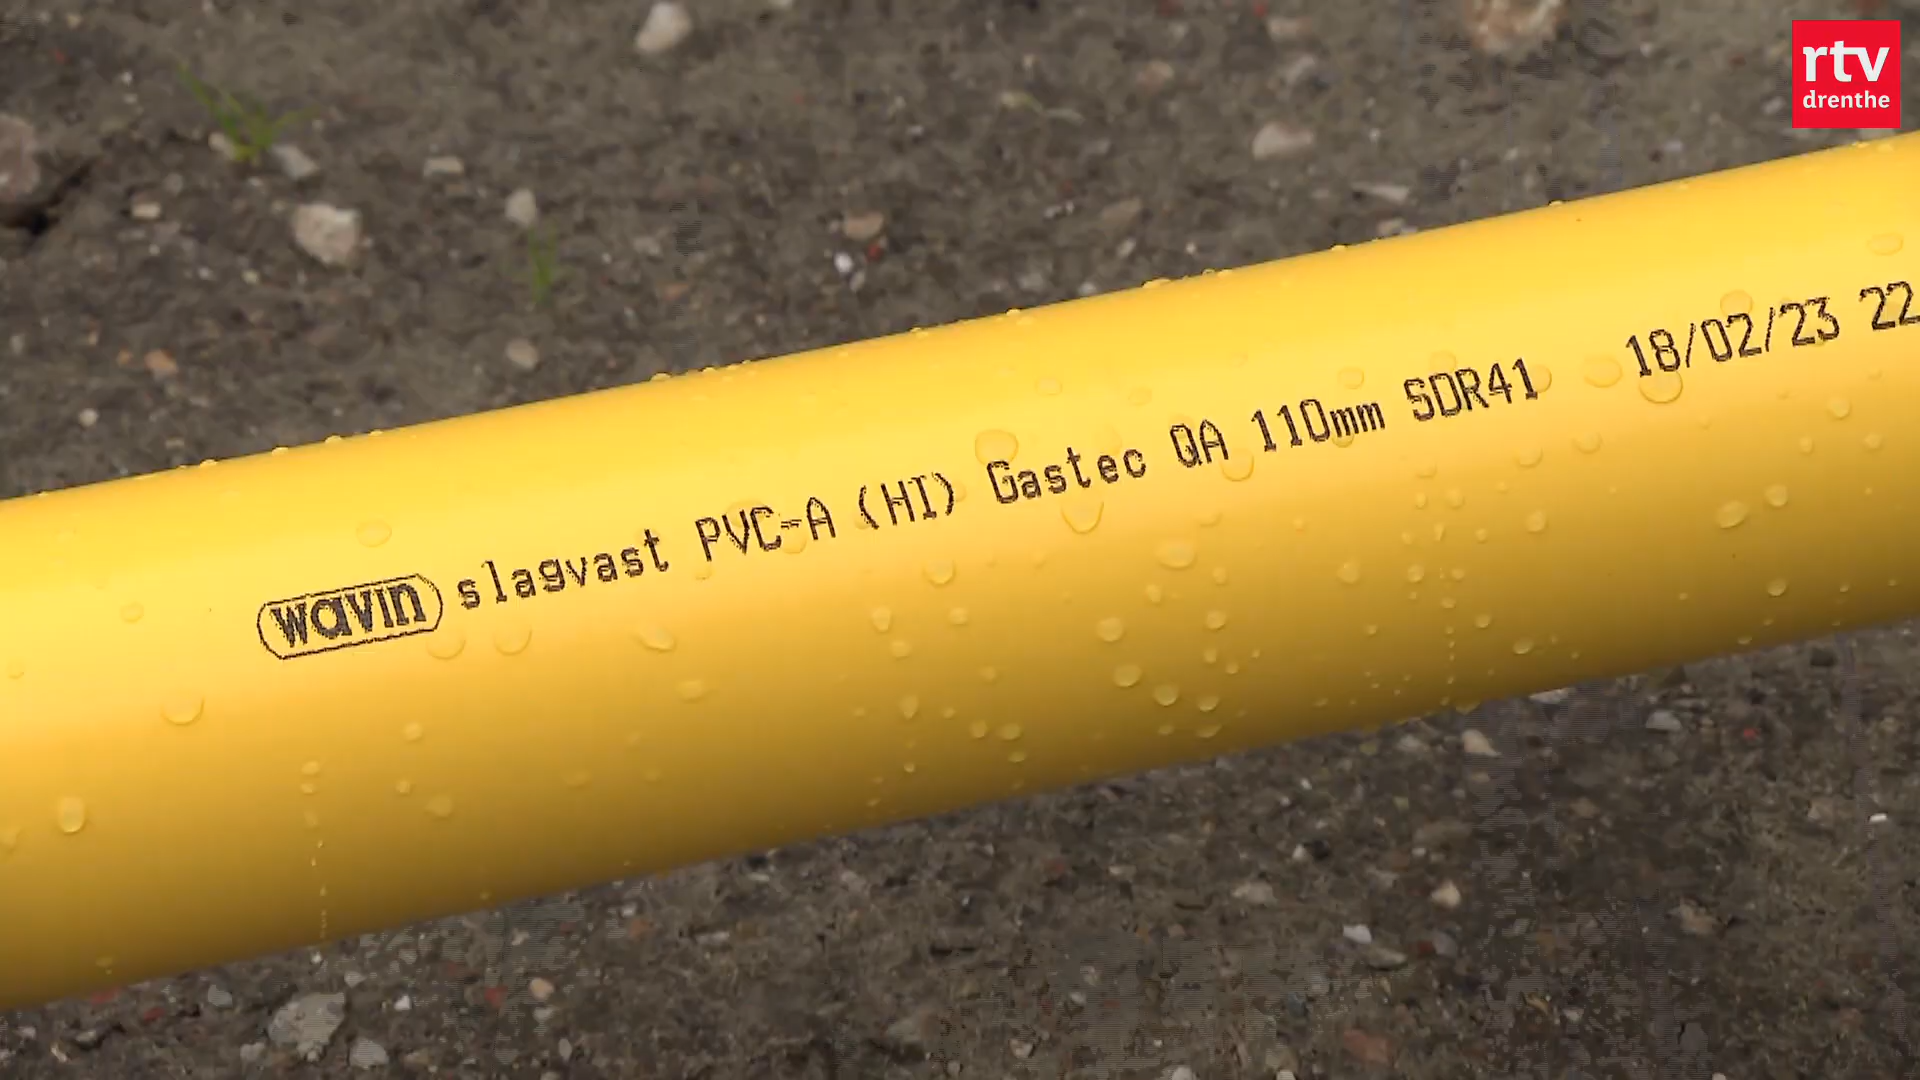 rtv
drenthe
wavin slagvast PVC-A (HI) Gastec QA 110mm SDR41 18/02/23 22